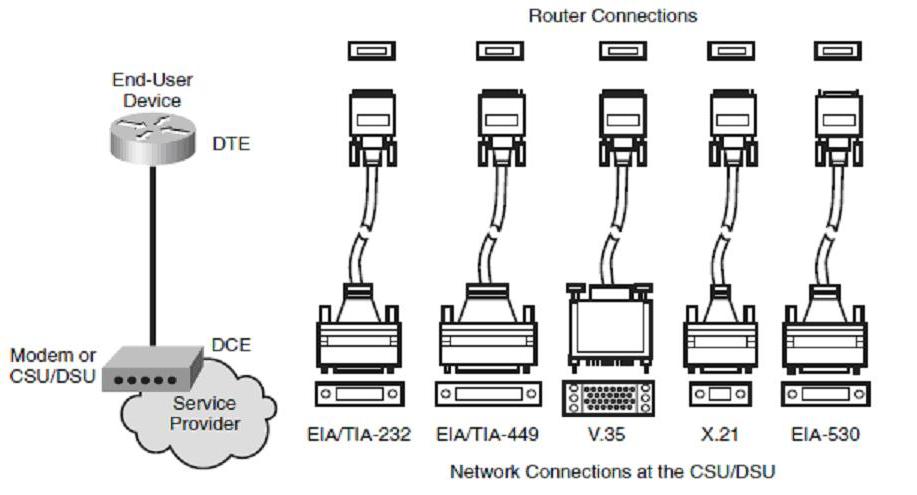 Router Connections
End-User
Device
DTE
Modem or
CSU/DSU
DCE
Service
Provider
EIA/TIA-232
EIA/TIA-449
V.35
X.21
EIA-530
Network Connections at the CSU/DSU